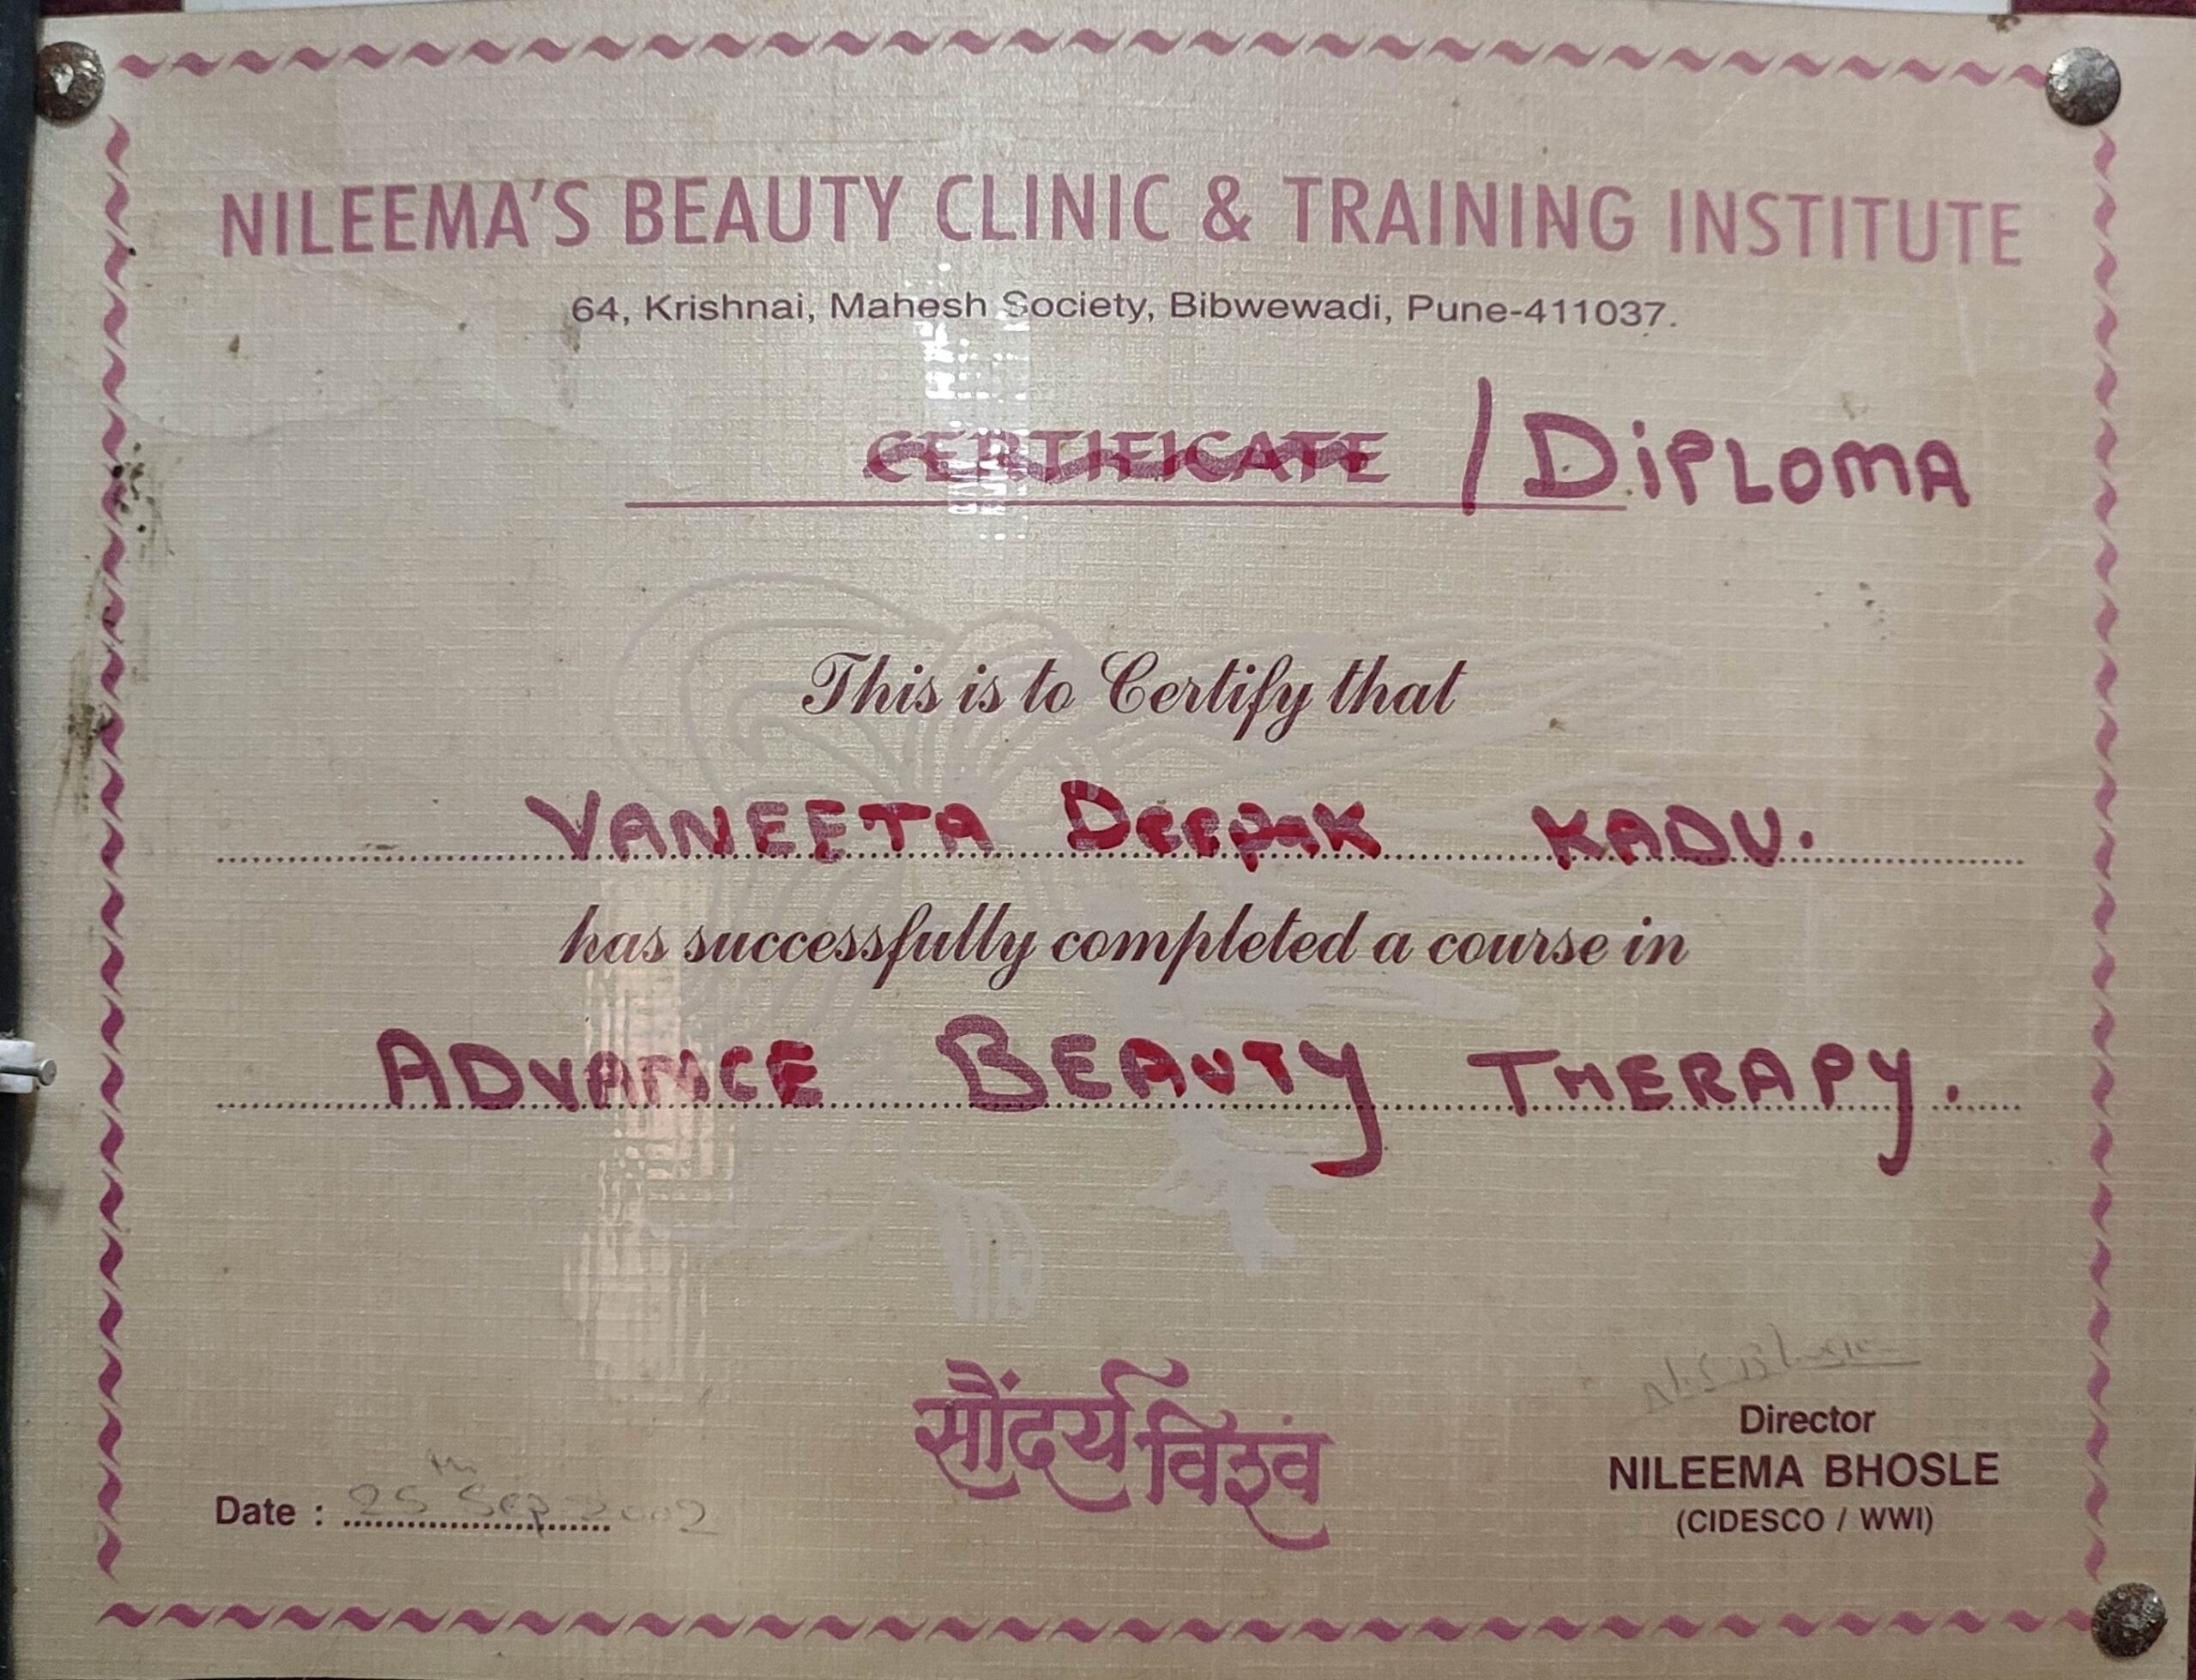 NILEEMA'S BEAUTY CLINIC & TRAINING INSTITUTE
64, Krishnai, Mahesh Society, Bibwewadi, Pune-411037.
CERTIFICATE / DiPLOMA
This is to Certify that
VANEETA DEEPAK KADU.
has successfully completed a course in
ADVANCE BEAUTY THERAPY.
सौंदर्य विश्व
Director
NILEEMA BHOSLE
(CIDESCO / WWI)
Date : 25th Sep 2002